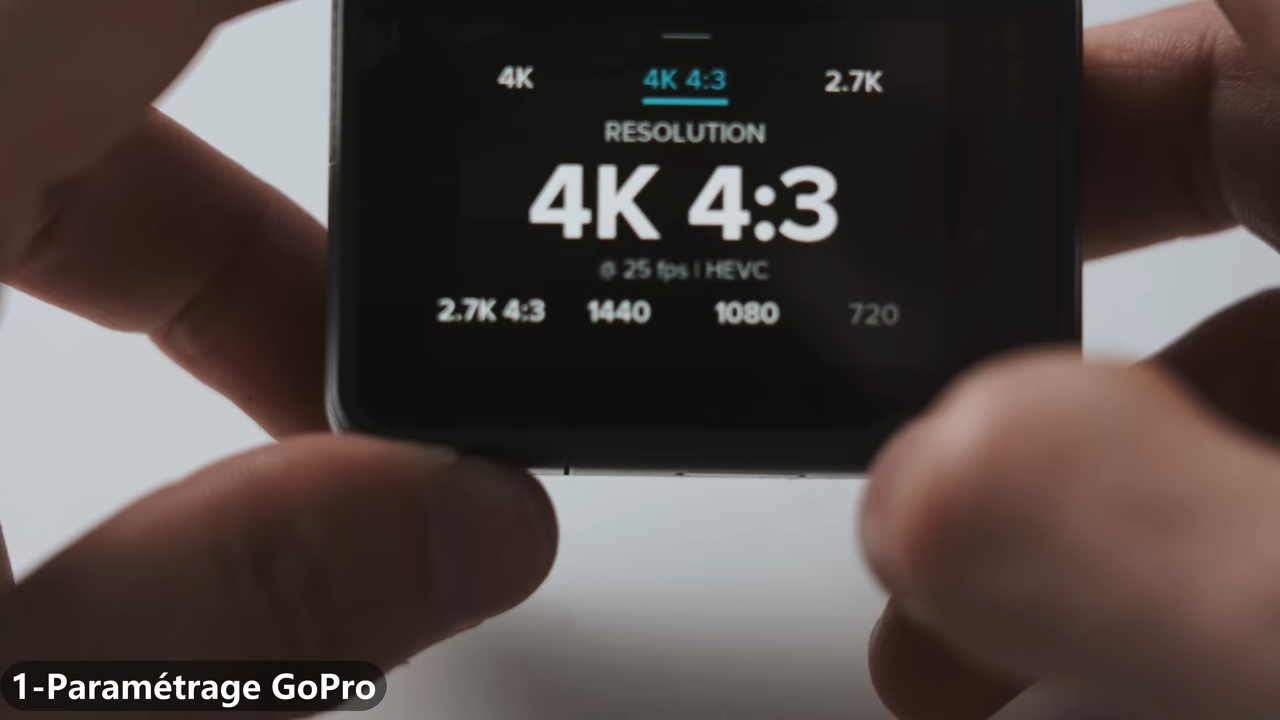 4K 4K 4:3 2.7K
RESOLUTION
4K 4:3
@ 25 fps | HEVC
2.7K 4:3 1440 1080 720
1-Paramétrage GoPro